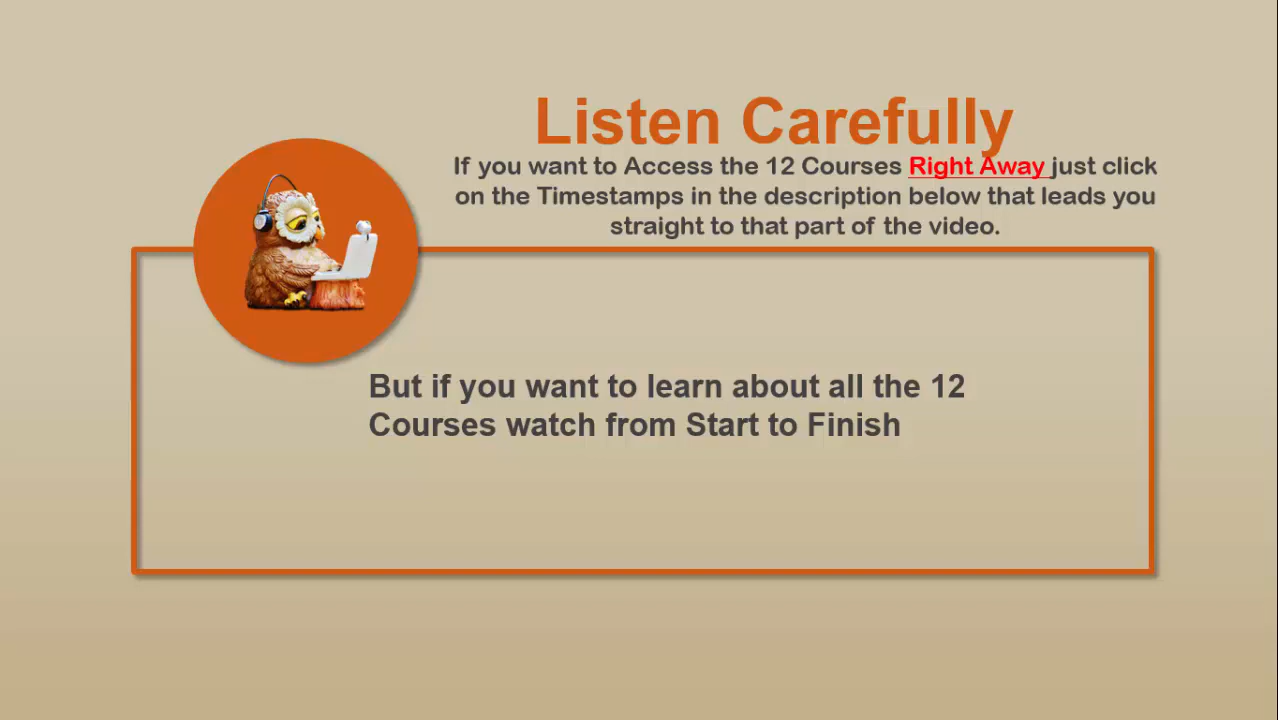 Listen Carefully
If you want to Access the 12 Courses Right Away just click
on the Timestamps in the description below that leads you
straight to that part of the video.
But if you want to learn about all the 12
Courses watch from Start to Finish